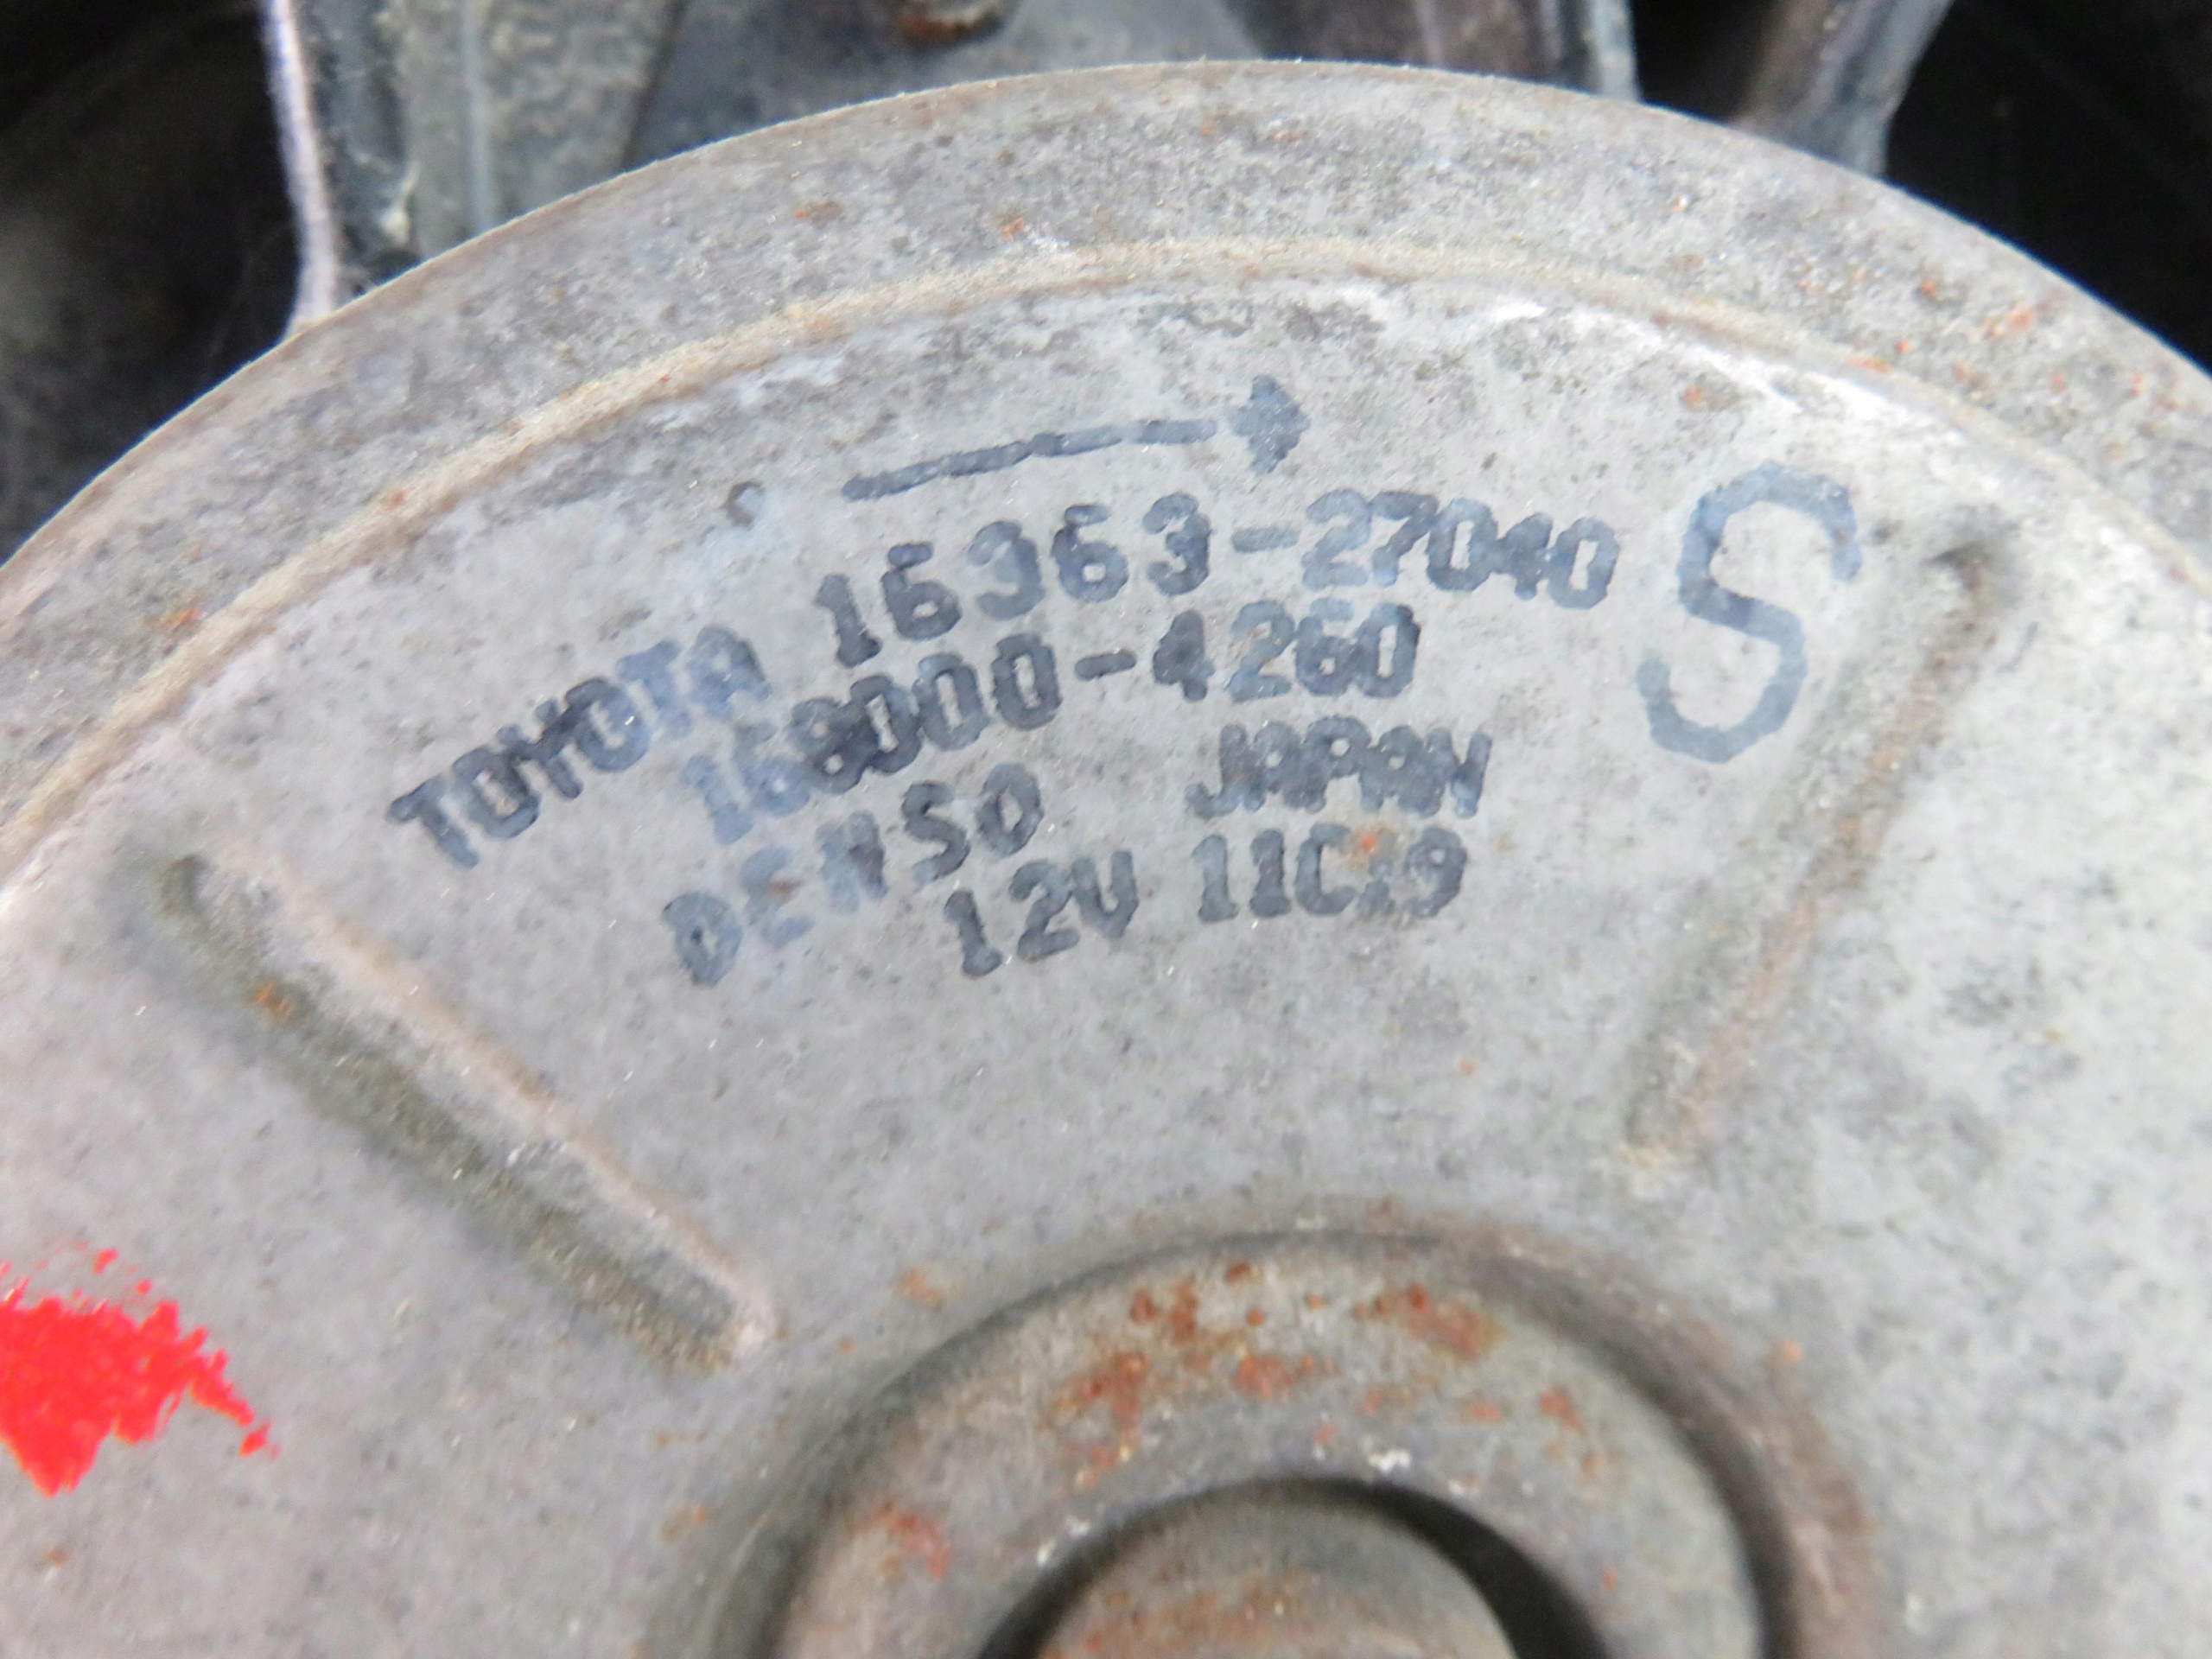 TOYOTA 16363-27040 S
168000-4260
DENSO JAPAN
12V